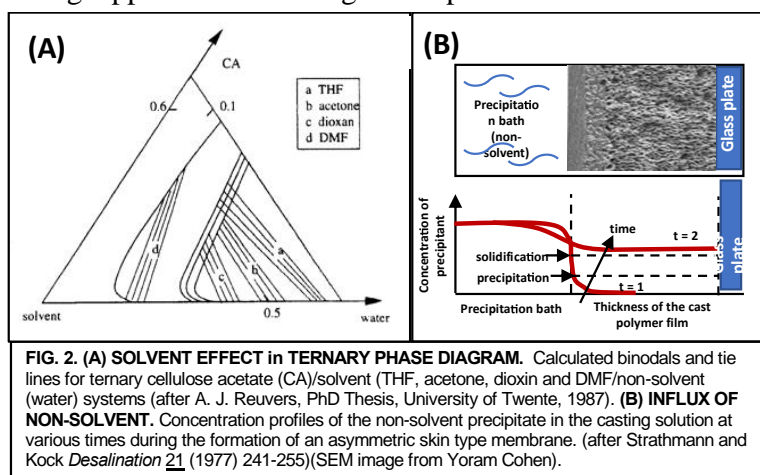 (A)
CA
0.6
0.1
a THF
b acetone
c dioxan
d DMF
d
c
b
a
solvent
0.5
water
(B)
Precipitatio
n bath
(non-
solvent)
Glass plate
Concentration of
precipitant
time
t = 2
solidification
precipitation
t = 1
Glass
plate
Precipitation bath
Thickness of the cast
polymer film
FIG. 2. (A) SOLVENT EFFECT in TERNARY PHASE DIAGRAM. Calculated binodals and tie
lines for ternary cellulose acetate (CA)/solvent (THF, acetone, dioxin and DMF/non-solvent
(water) systems (after A. J. Reuvers, PhD Thesis, University of Twente, 1987). (B) INFLUX OF
NON-SOLVENT. Concentration profiles of the non-solvent precipitate in the casting solution at
various times during the formation of an asymmetric skin type membrane. (after Strathmann and
Kock Desalination 21 (1977) 241-255)(SEM image from Yoram Cohen).